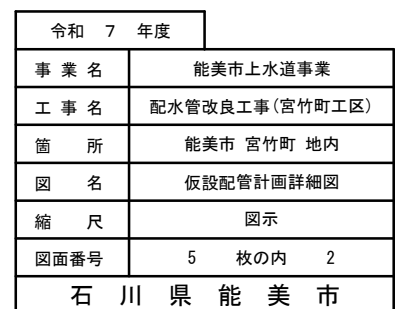 令和 7 年度
事業名 能美市上水道事業
工事名 配水管改良工事(宮竹町工区)
箇所 能美市 宮竹町 地内
図名 仮設配管計画詳細図
縮尺 図示
図面番号 5 枚の内 2
石川県能美市